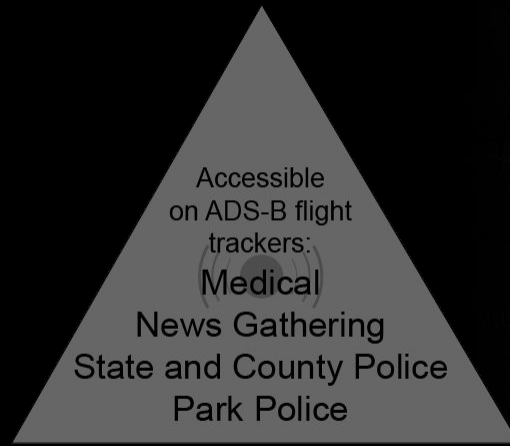 Accessible
on ADS-B flight
trackers:
Medical
News Gathering
State and County Police
Park Police